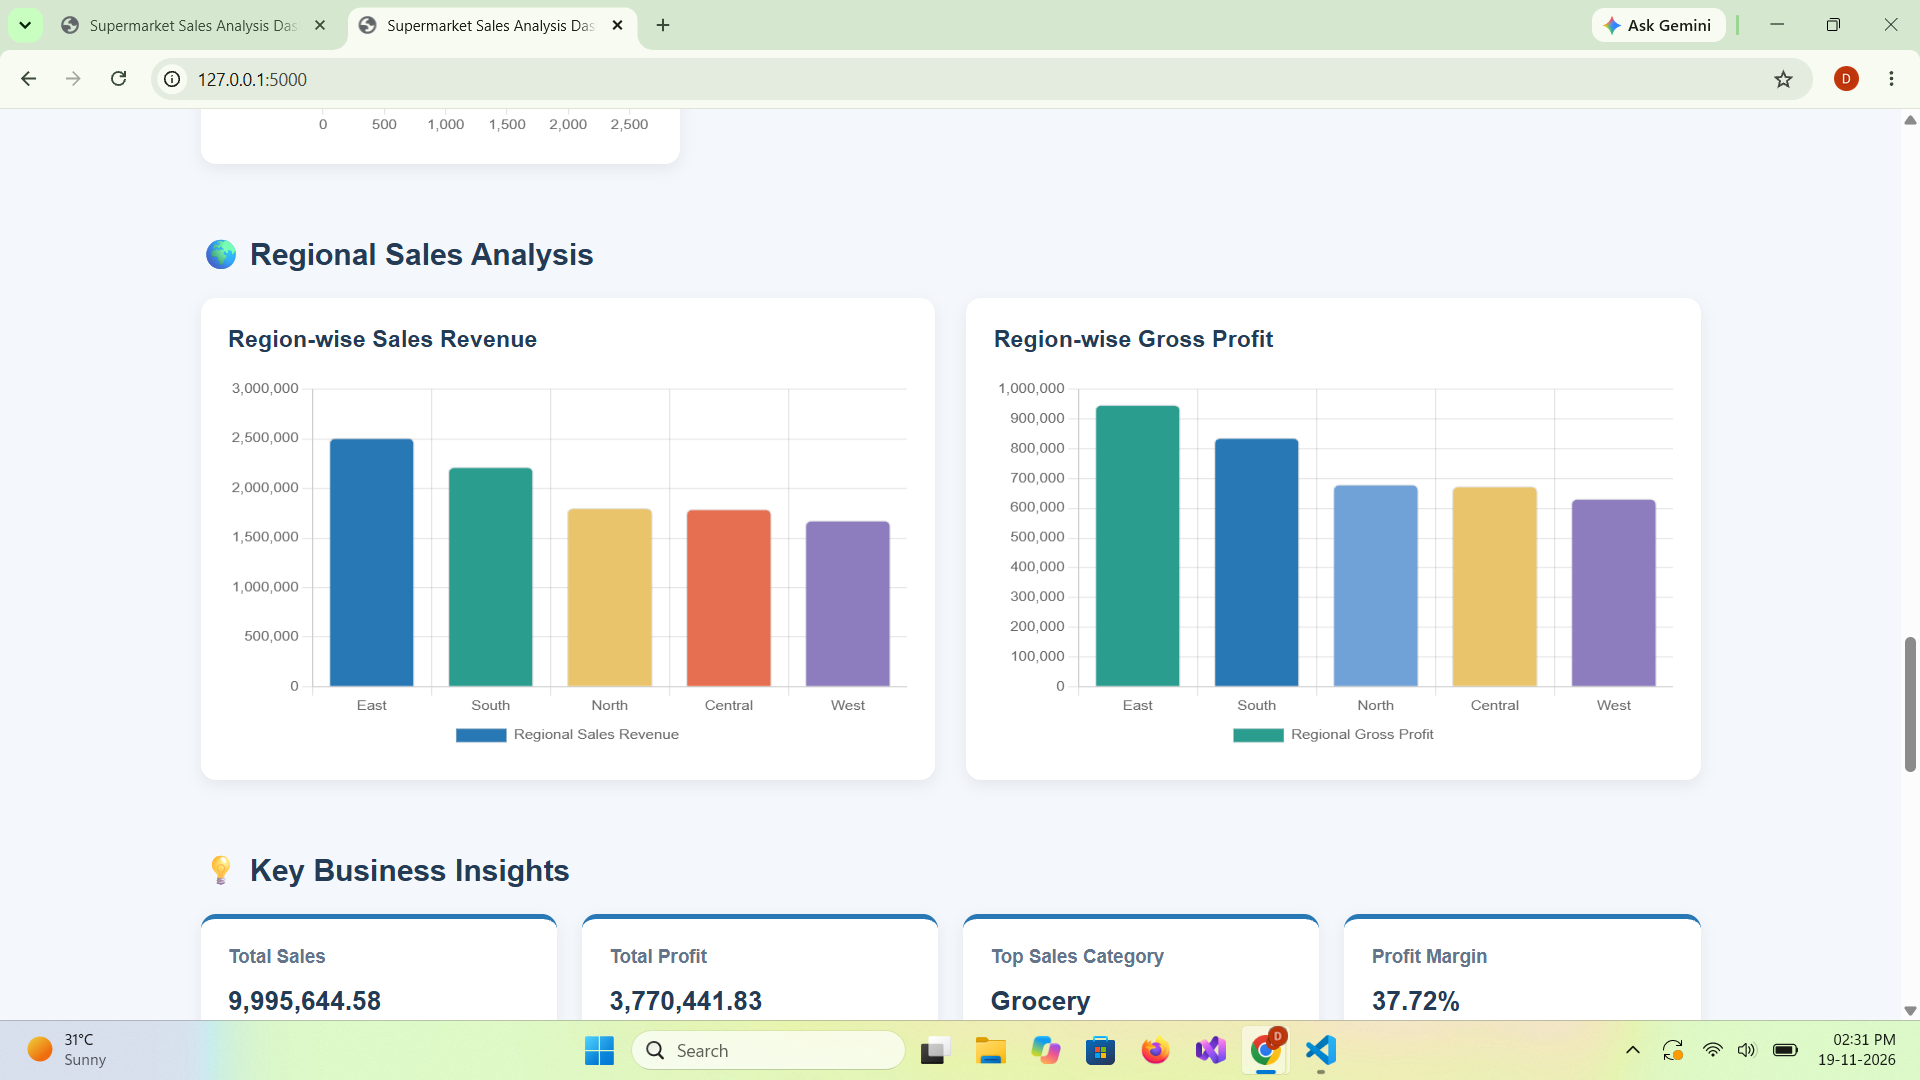 Supermarket Sales Analysis Das
Supermarket Sales Analysis Das
Ask Gemini
127.0.0.1:5000
D
0 500 1,000 1,500 2,000 2,500
Regional Sales Analysis
Region-wise Sales Revenue
3,000,000
2,500,000
2,000,000
1,500,000
1,000,000
500,000
0
East South North Central West
Regional Sales Revenue
Region-wise Gross Profit
1,000,000
900,000
800,000
700,000
600,000
500,000
400,000
300,000
200,000
100,000
0
East South North Central West
Regional Gross Profit
Key Business Insights
Total Sales
9,995,644.58
Total Profit
3,770,441.83
Top Sales Category
Grocery
Profit Margin
37.72%
31°C
Sunny
Search
D
02:31 PM
19-11-2026